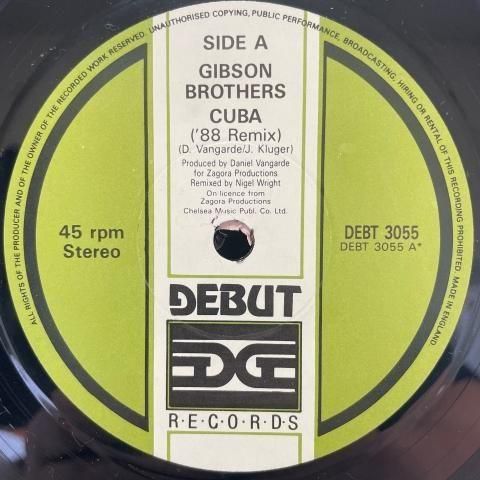 ALL RIGHTS OF THE PRODUCER AND OF THE OWNER OF THE RECORDED WORK RESERVED. UNAUTHORISED COPYING, PUBLIC PERFORMANCE, BROADCASTING, HIRING OR RENTAL OF THIS RECORDING PROHIBITED. MADE IN ENGLAND.
SIDE A
GIBSON
BROTHERS
CUBA
('88 Remix)
(D. Vangarde/J. Kluger)
Produced by Daniel Vangarde
for Zagora Productions
Remixed by Nigel Wright
On licence from
Zagora Productions
Chelsea Music Publ. Co. Ltd.
45 rpm
Stereo
DEBT 3055
DEBT 3055 A*
DEBUT
R·E·C·O·R·D·S